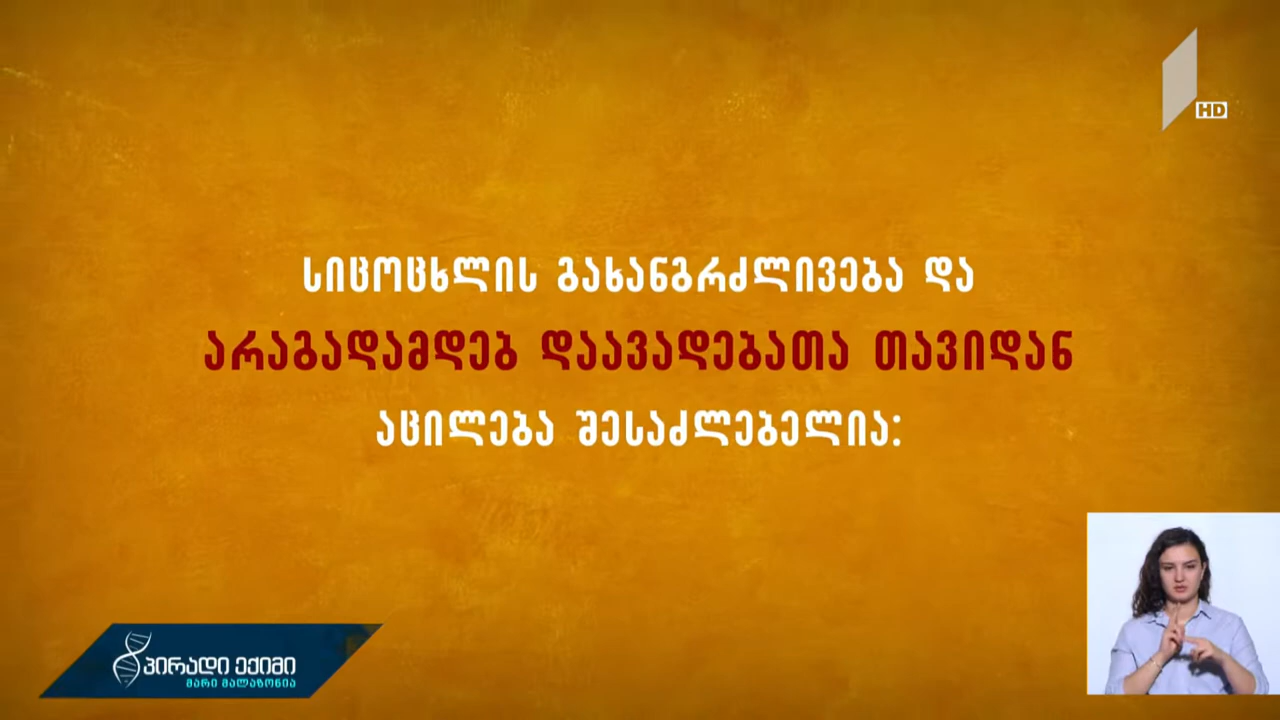 HD
სიცოცხლის გახანგრძლივება და
არაგადამდებ დაავადებათა თავიდან
აცილება შესაძლებელია:
პირადი ექიმი
მარი მალაზონია